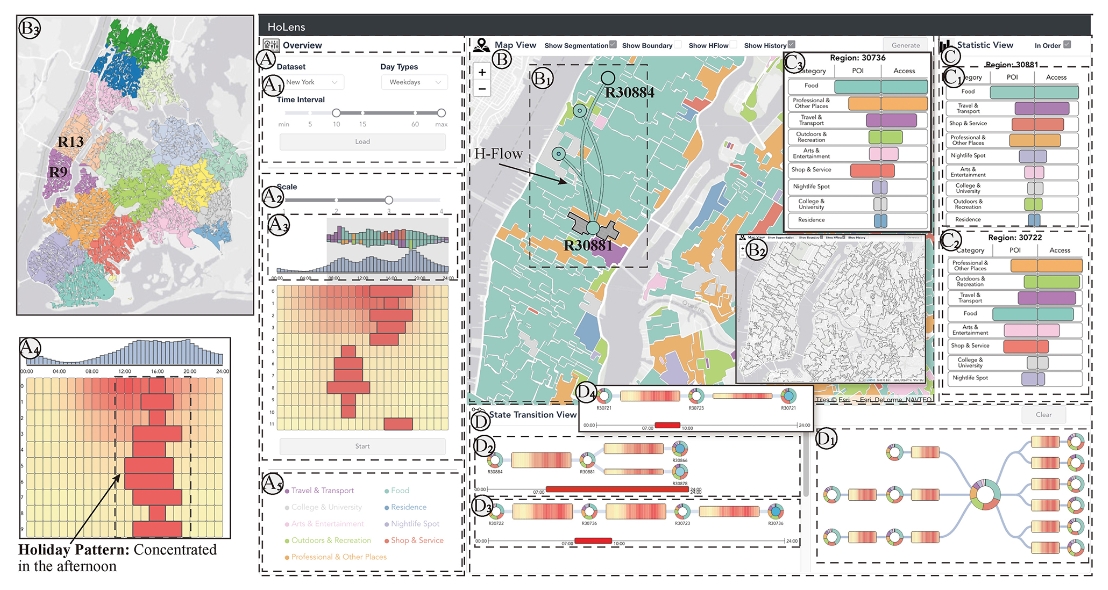 B3
R13
R9
A4
00:00
04:00
08:00
12:00
16:00
20:00
24:00
0
1
2
3
4
5
6
7
8
9
Holiday Pattern: Concentrated
in the afternoon
HoLens
A
Overview
A1
Dataset
Day Types
New York
Weekdays
Time Interval
min
5
10
15
60
max
Load
A2
Scale
2
3
4
A3
0
1
2
3
4
5
6
7
8
9
10
11
Start
A5
Travel & Transport
Food
College & University
Residence
Arts & Entertainment
Nightlife Spot
Outdoors & Recreation
Shop & Service
Professional & Other Places
B
Map View
Show Segmentation
Show Boundary
Show HFlow
Show History
Generate
+
−
B1
R30884
H-Flow
R30881
B2
C3
Region: 30736
Category
POI
Access
Food
Professional &
Other Places
Travel &
Transport
Outdoors &
Recreation
Arts &
Entertainment
Shop & Service
Nightlife Spot
College &
University
Residence
C
Statistic View
In Order
Region: 30881
C1
Category
POI
Access
Food
Travel &
Transport
Shop & Service
Professional &
Other Places
Nightlife Spot
Arts &
Entertainment
College &
University
Outdoors &
Recreation
Residence
C2
Region: 30722
Category
POI
Access
Professional &
Other Places
Outdoors &
Recreation
Travel &
Transport
Food
Arts &
Entertainment
Shop & Service
College &
University
Nightlife Spot
D
State Transition View
Clear
D4
R30721
R30723
R30721
00:00
07:00
10:00
24:00
D2
R30884
R30881
00:00
07:00
24:00
D3
R30722
R30736
R30723
R30736
00:00
07:00
10:00
24:00
D1